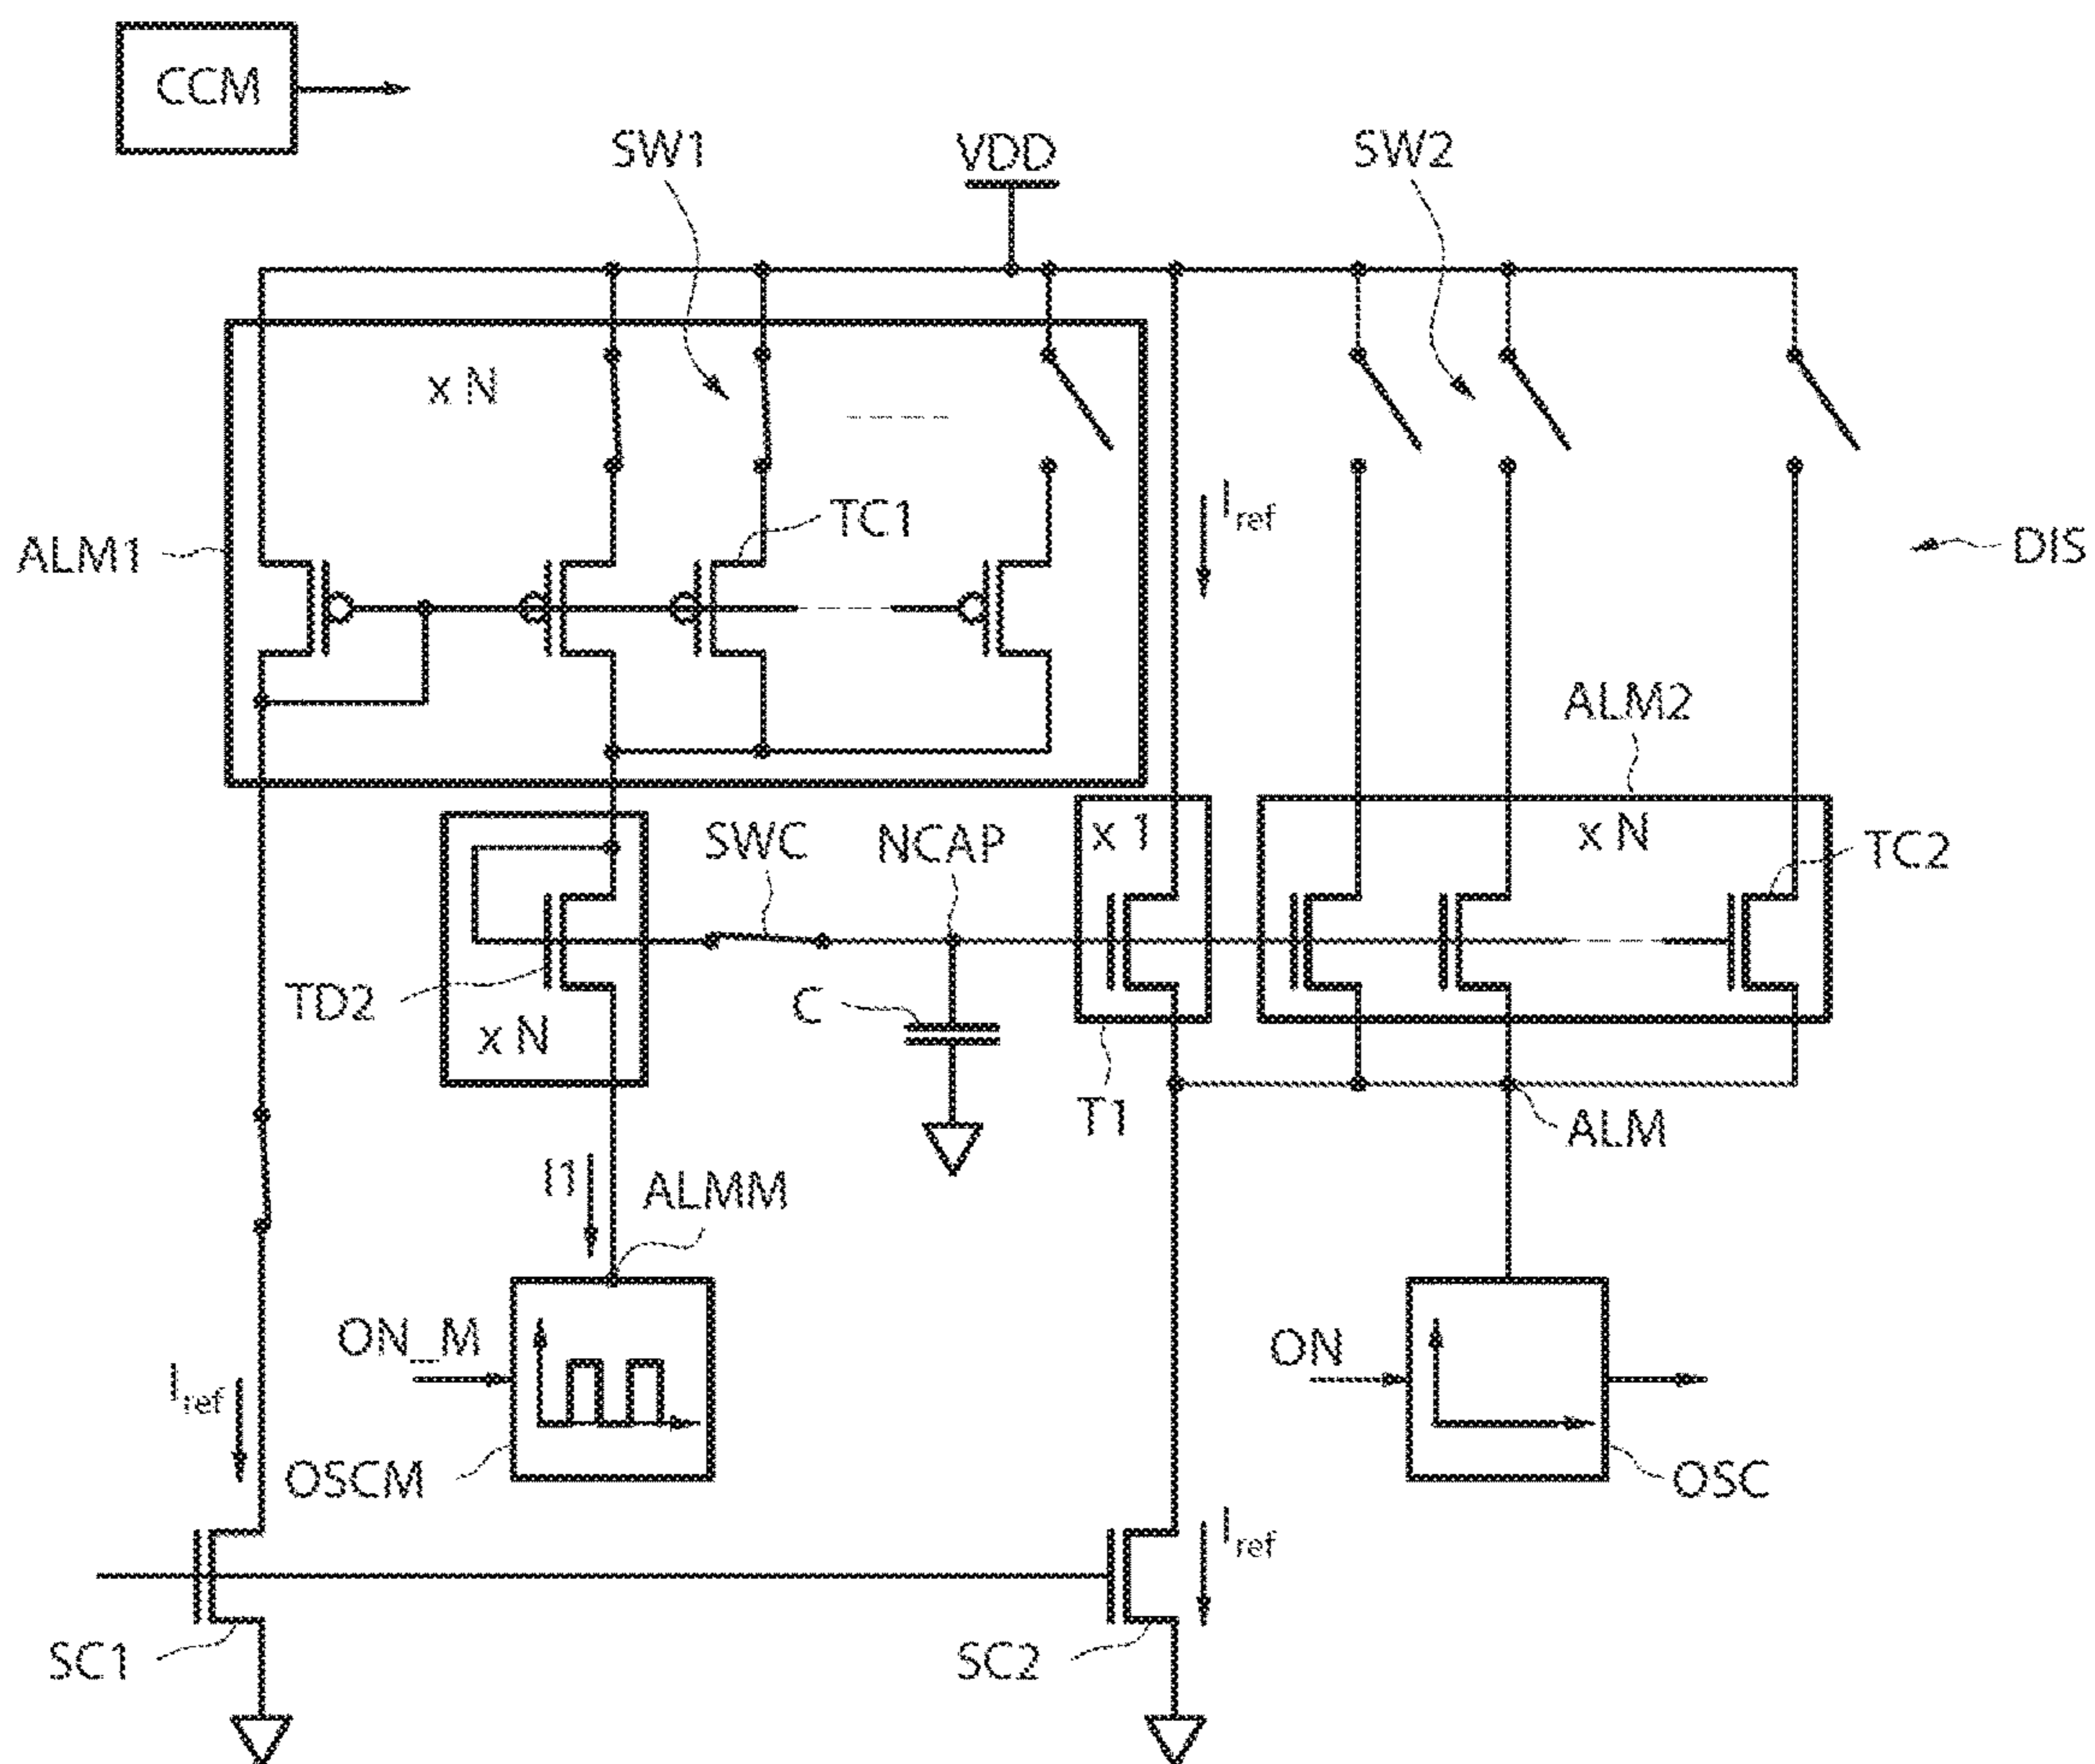 CCM
SW1
VDD
SW2
x N
TC1
Iref
ALM1
DIS
ALM2
SWC
NCAP
x 1
x N
TC2
TD2
x N
C
T1
ALM
I1
ALMM
ON_M
ON
Iref
OSCM
OSC
Iref
SC1
SC2